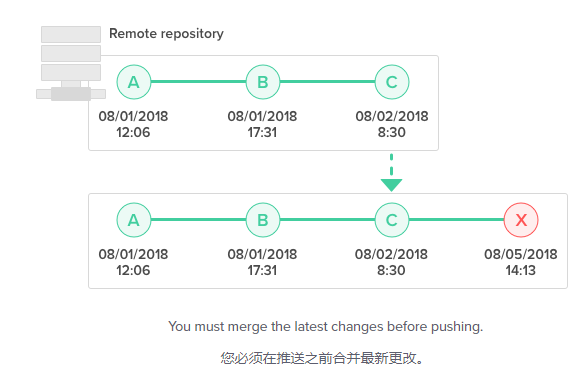 Remote repository
A B C
08/01/2018 08/01/2018 08/02/2018
12:06 17:31 8:30
A B C X
08/01/2018 08/01/2018 08/02/2018 08/05/2018
12:06 17:31 8:30 14:13
You must merge the latest changes before pushing.
您必须在推送之前合并最新更改。